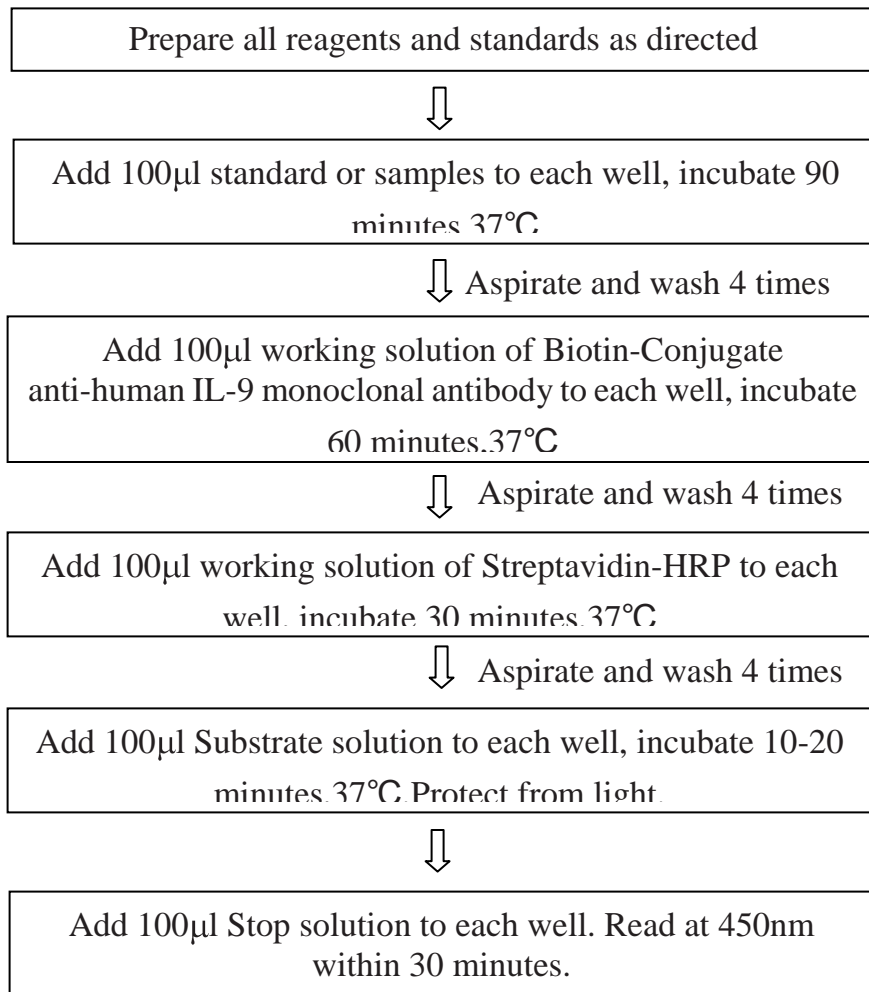 Prepare all reagents and standards as directed
Add 100μl standard or samples to each well, incubate 90
minutes 37℃
Aspirate and wash 4 times
Add 100μl working solution of Biotin-Conjugate
anti-human IL-9 monoclonal antibody to each well, incubate
60 minutes.37℃
Aspirate and wash 4 times
Add 100μl working solution of Streptavidin-HRP to each
well. incubate 30 minutes.37℃
Aspirate and wash 4 times
Add 100μl Substrate solution to each well, incubate 10-20
minutes.37℃.Protect from light.
Add 100μl Stop solution to each well. Read at 450nm
within 30 minutes.